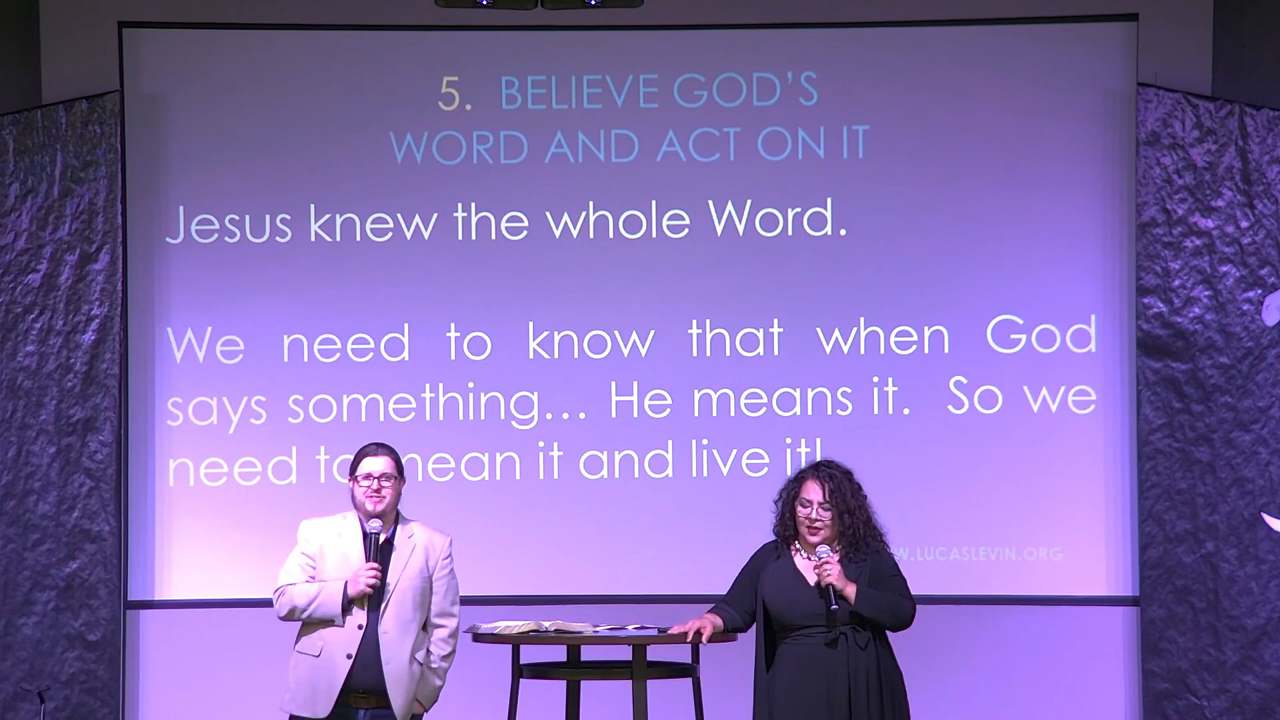 5. BELIEVE GOD'S
WORD AND ACT ON IT
Jesus knew the whole Word.
We need to know that when God
says something... He means it. So we
need to mean it and live it!
W.LUCASLEVIN.ORG